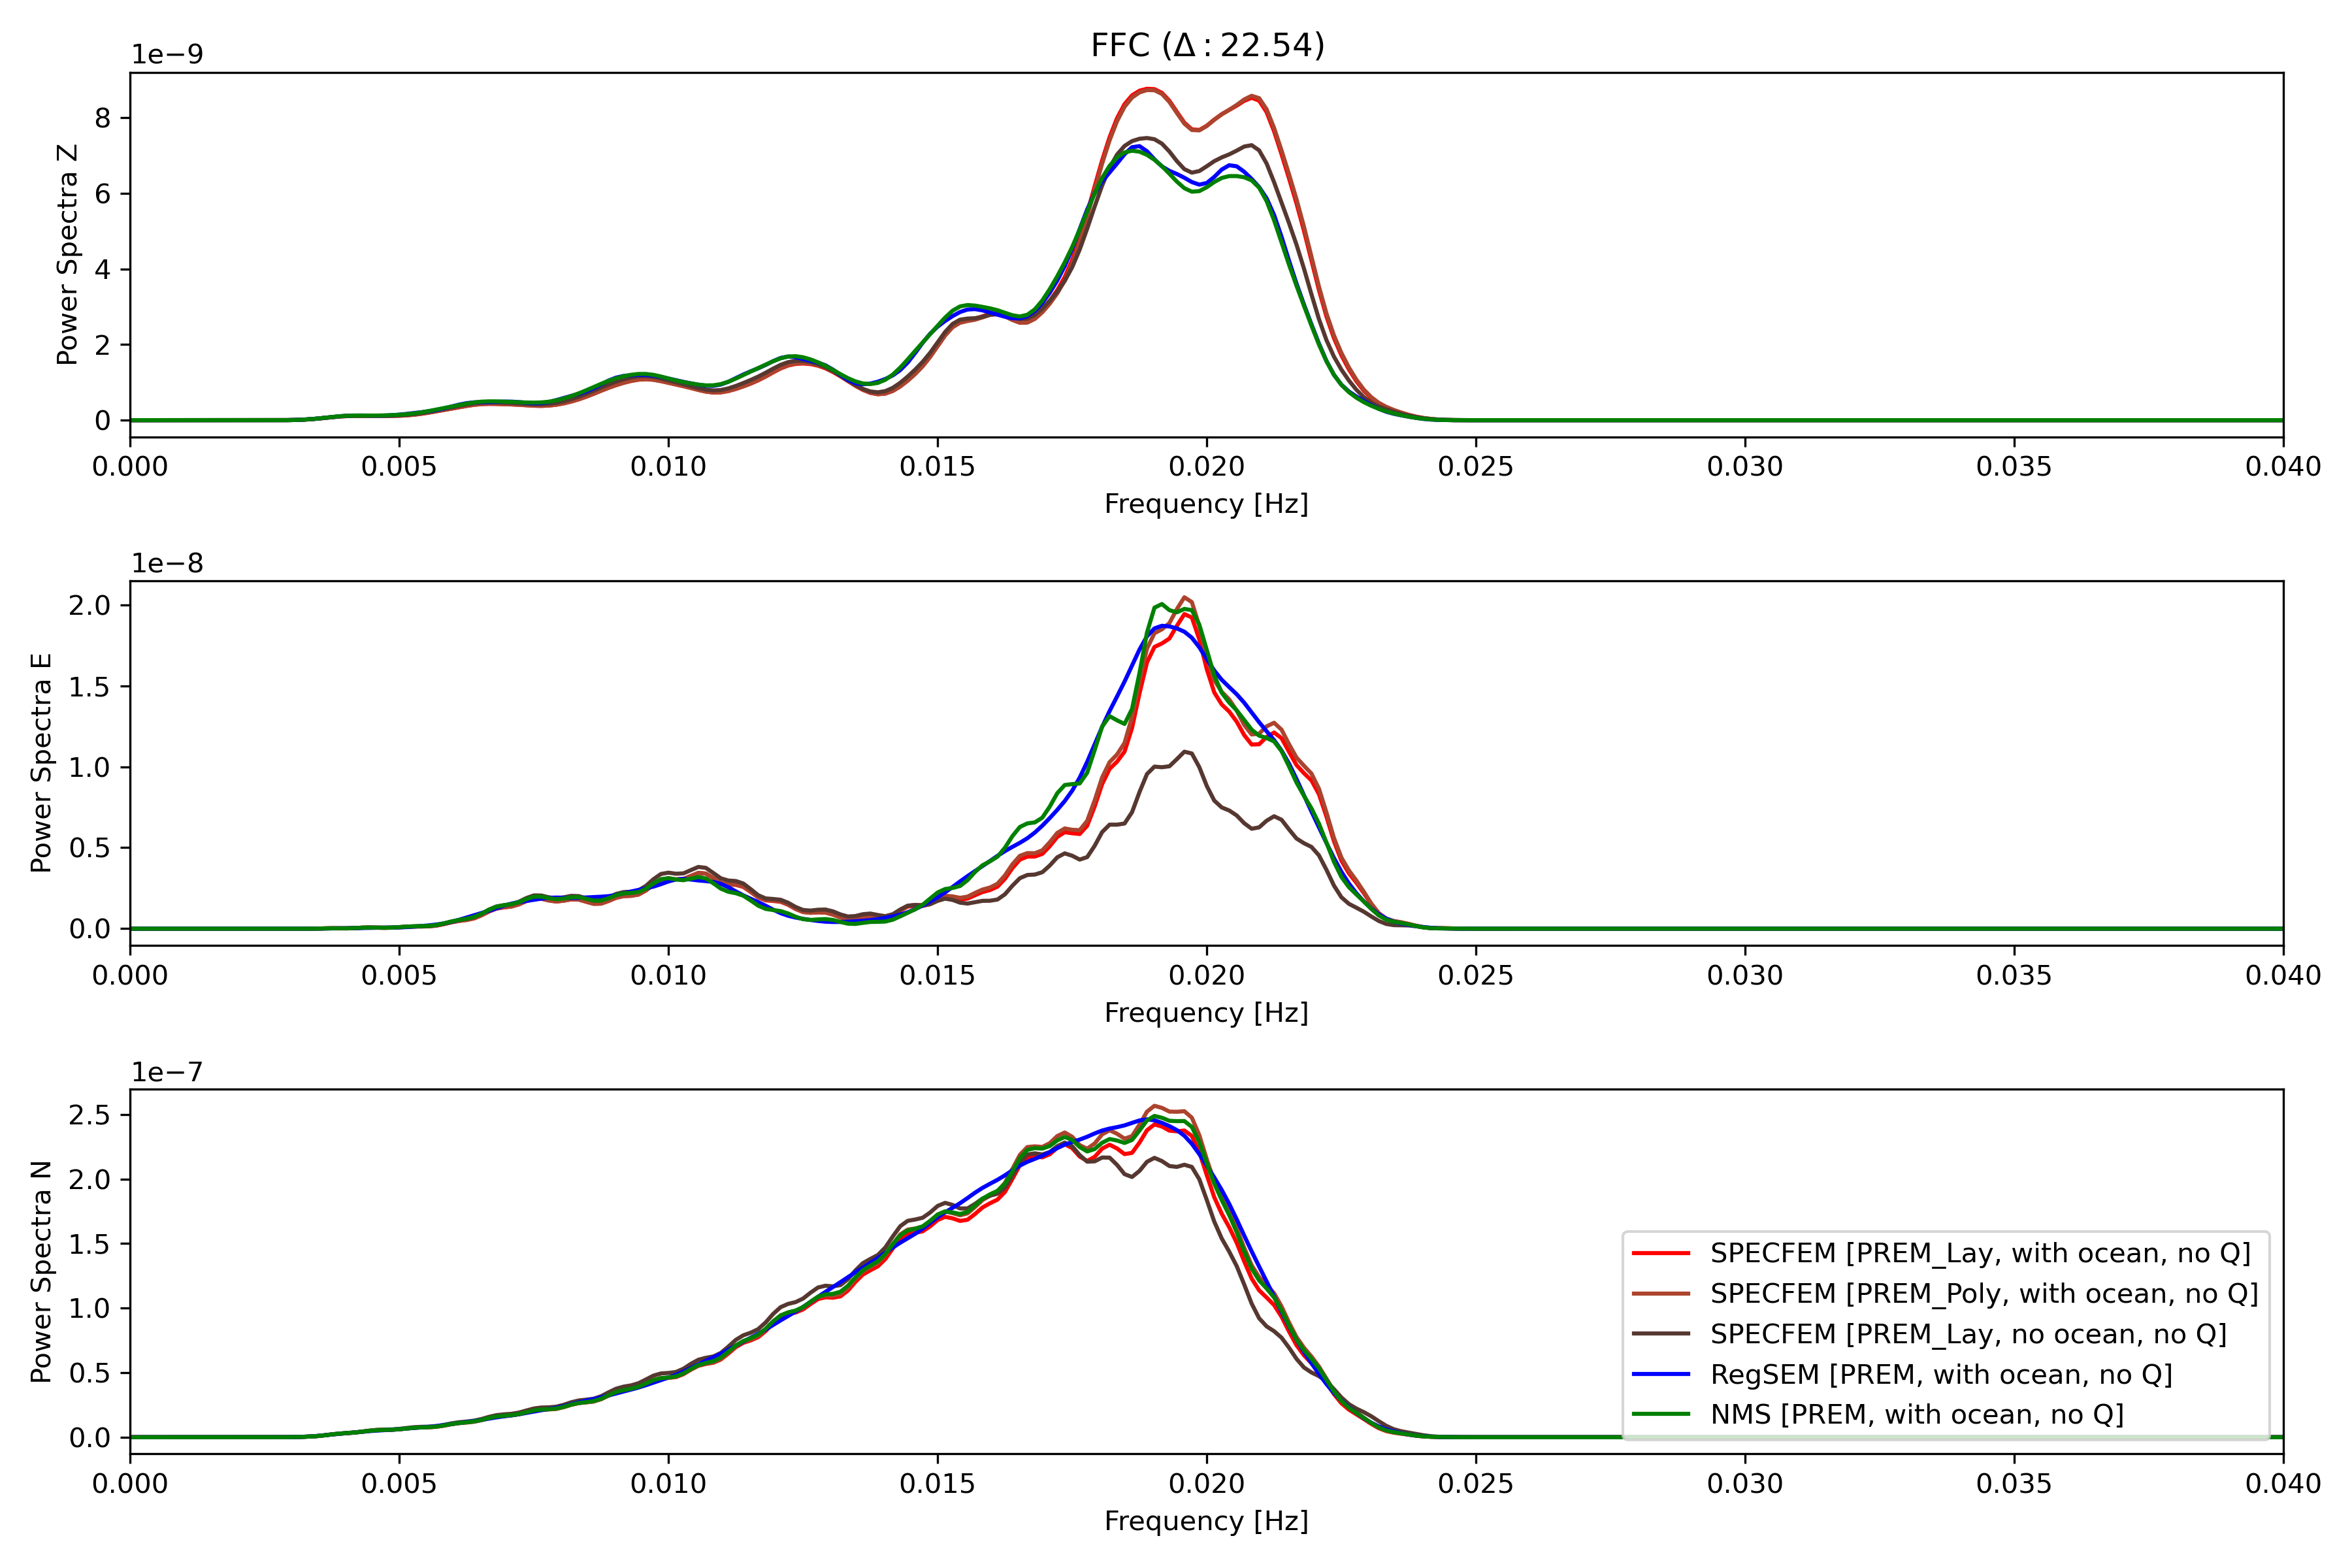 FFC (Δ : 22.54)
1e−9
Power Spectra Z
8
6
4
2
0
0.000 0.005 0.010 0.015 0.020 0.025 0.030 0.035 0.040
Frequency [Hz]
1e−8
Power Spectra E
2.0
1.5
1.0
0.5
0.0
0.000 0.005 0.010 0.015 0.020 0.025 0.030 0.035 0.040
Frequency [Hz]
1e−7
Power Spectra N
2.5
2.0
1.5
1.0
0.5
0.0
SPECFEM [PREM_Lay, with ocean, no Q]
SPECFEM [PREM_Poly, with ocean, no Q]
SPECFEM [PREM_Lay, no ocean, no Q]
RegSEM [PREM, with ocean, no Q]
NMS [PREM, with ocean, no Q]
0.000 0.005 0.010 0.015 0.020 0.025 0.030 0.035 0.040
Frequency [Hz]